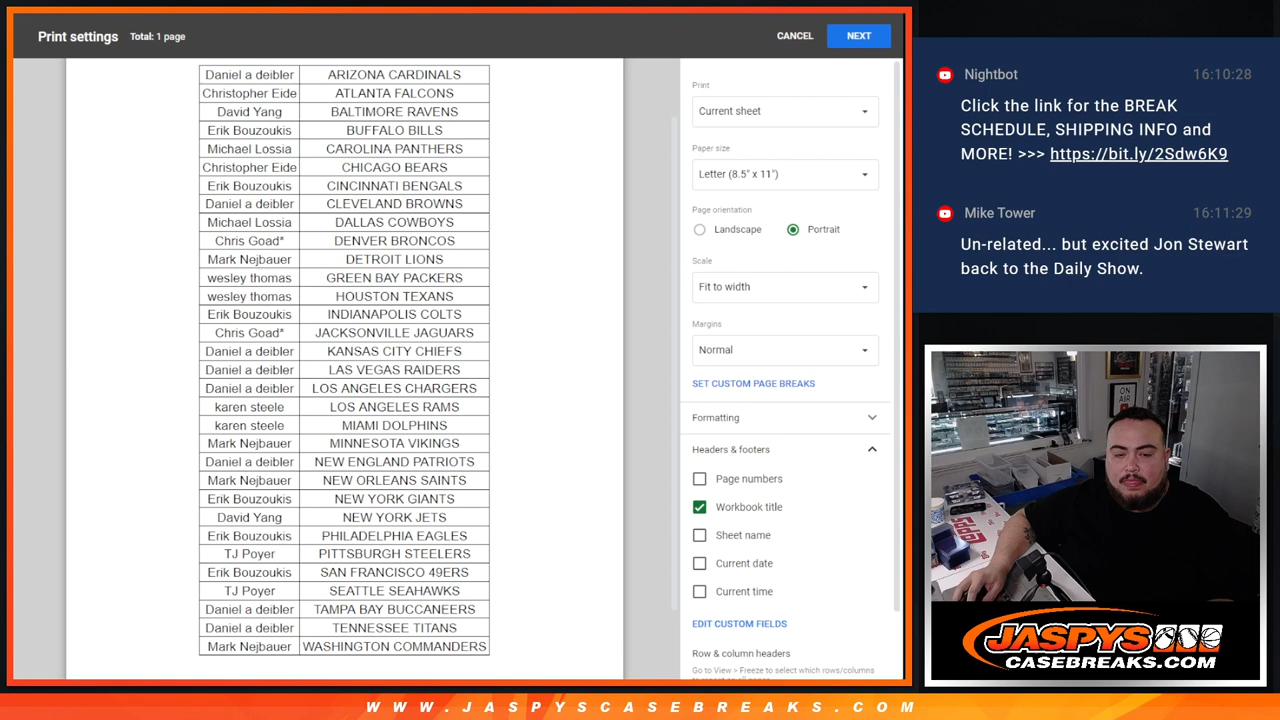 Print settings Total: 1 page CANCEL NEXT
Daniel a deibler ARIZONA CARDINALS
Christopher Eide ATLANTA FALCONS
David Yang BALTIMORE RAVENS
Erik Bouzoukis BUFFALO BILLS
Michael Lossia CAROLINA PANTHERS
Christopher Eide CHICAGO BEARS
Erik Bouzoukis CINCINNATI BENGALS
Daniel a deibler CLEVELAND BROWNS
Michael Lossia DALLAS COWBOYS
Chris Goad* DENVER BRONCOS
Mark Nejbauer DETROIT LIONS
wesley thomas GREEN BAY PACKERS
wesley thomas HOUSTON TEXANS
Erik Bouzoukis INDIANAPOLIS COLTS
Chris Goad* JACKSONVILLE JAGUARS
Daniel a deibler KANSAS CITY CHIEFS
Daniel a deibler LAS VEGAS RAIDERS
Daniel a deibler LOS ANGELES CHARGERS
karen steele LOS ANGELES RAMS
karen steele MIAMI DOLPHINS
Mark Nejbauer MINNESOTA VIKINGS
Daniel a deibler NEW ENGLAND PATRIOTS
Mark Nejbauer NEW ORLEANS SAINTS
Erik Bouzoukis NEW YORK GIANTS
David Yang NEW YORK JETS
Erik Bouzoukis PHILADELPHIA EAGLES
TJ Poyer PITTSBURGH STEELERS
Erik Bouzoukis SAN FRANCISCO 49ERS
TJ Poyer SEATTLE SEAHAWKS
Daniel a deibler TAMPA BAY BUCCANEERS
Daniel a deibler TENNESSEE TITANS
Mark Nejbauer WASHINGTON COMMANDERS
Print
Current sheet
Paper size
Letter (8.5" x 11")
Page orientation
Landscape Portrait
Scale
Fit to width
Margins
Normal
SET CUSTOM PAGE BREAKS
Formatting
Headers & footers
Page numbers
Workbook title
Sheet name
Current date
Current time
EDIT CUSTOM FIELDS
Row & column headers
Go to View > Freeze to select which rows/columns
Nightbot 16:10:28
Click the link for the BREAK
SCHEDULE, SHIPPING INFO and
MORE! >>> https://bit.ly/2Sdw6K9
Mike Tower 16:11:29
Un-related... but excited Jon Stewart
back to the Daily Show.
ON
AIR
JASPYS
CASEBREAKS.COM
WWW.JASPYSCASEBREAKS.COM